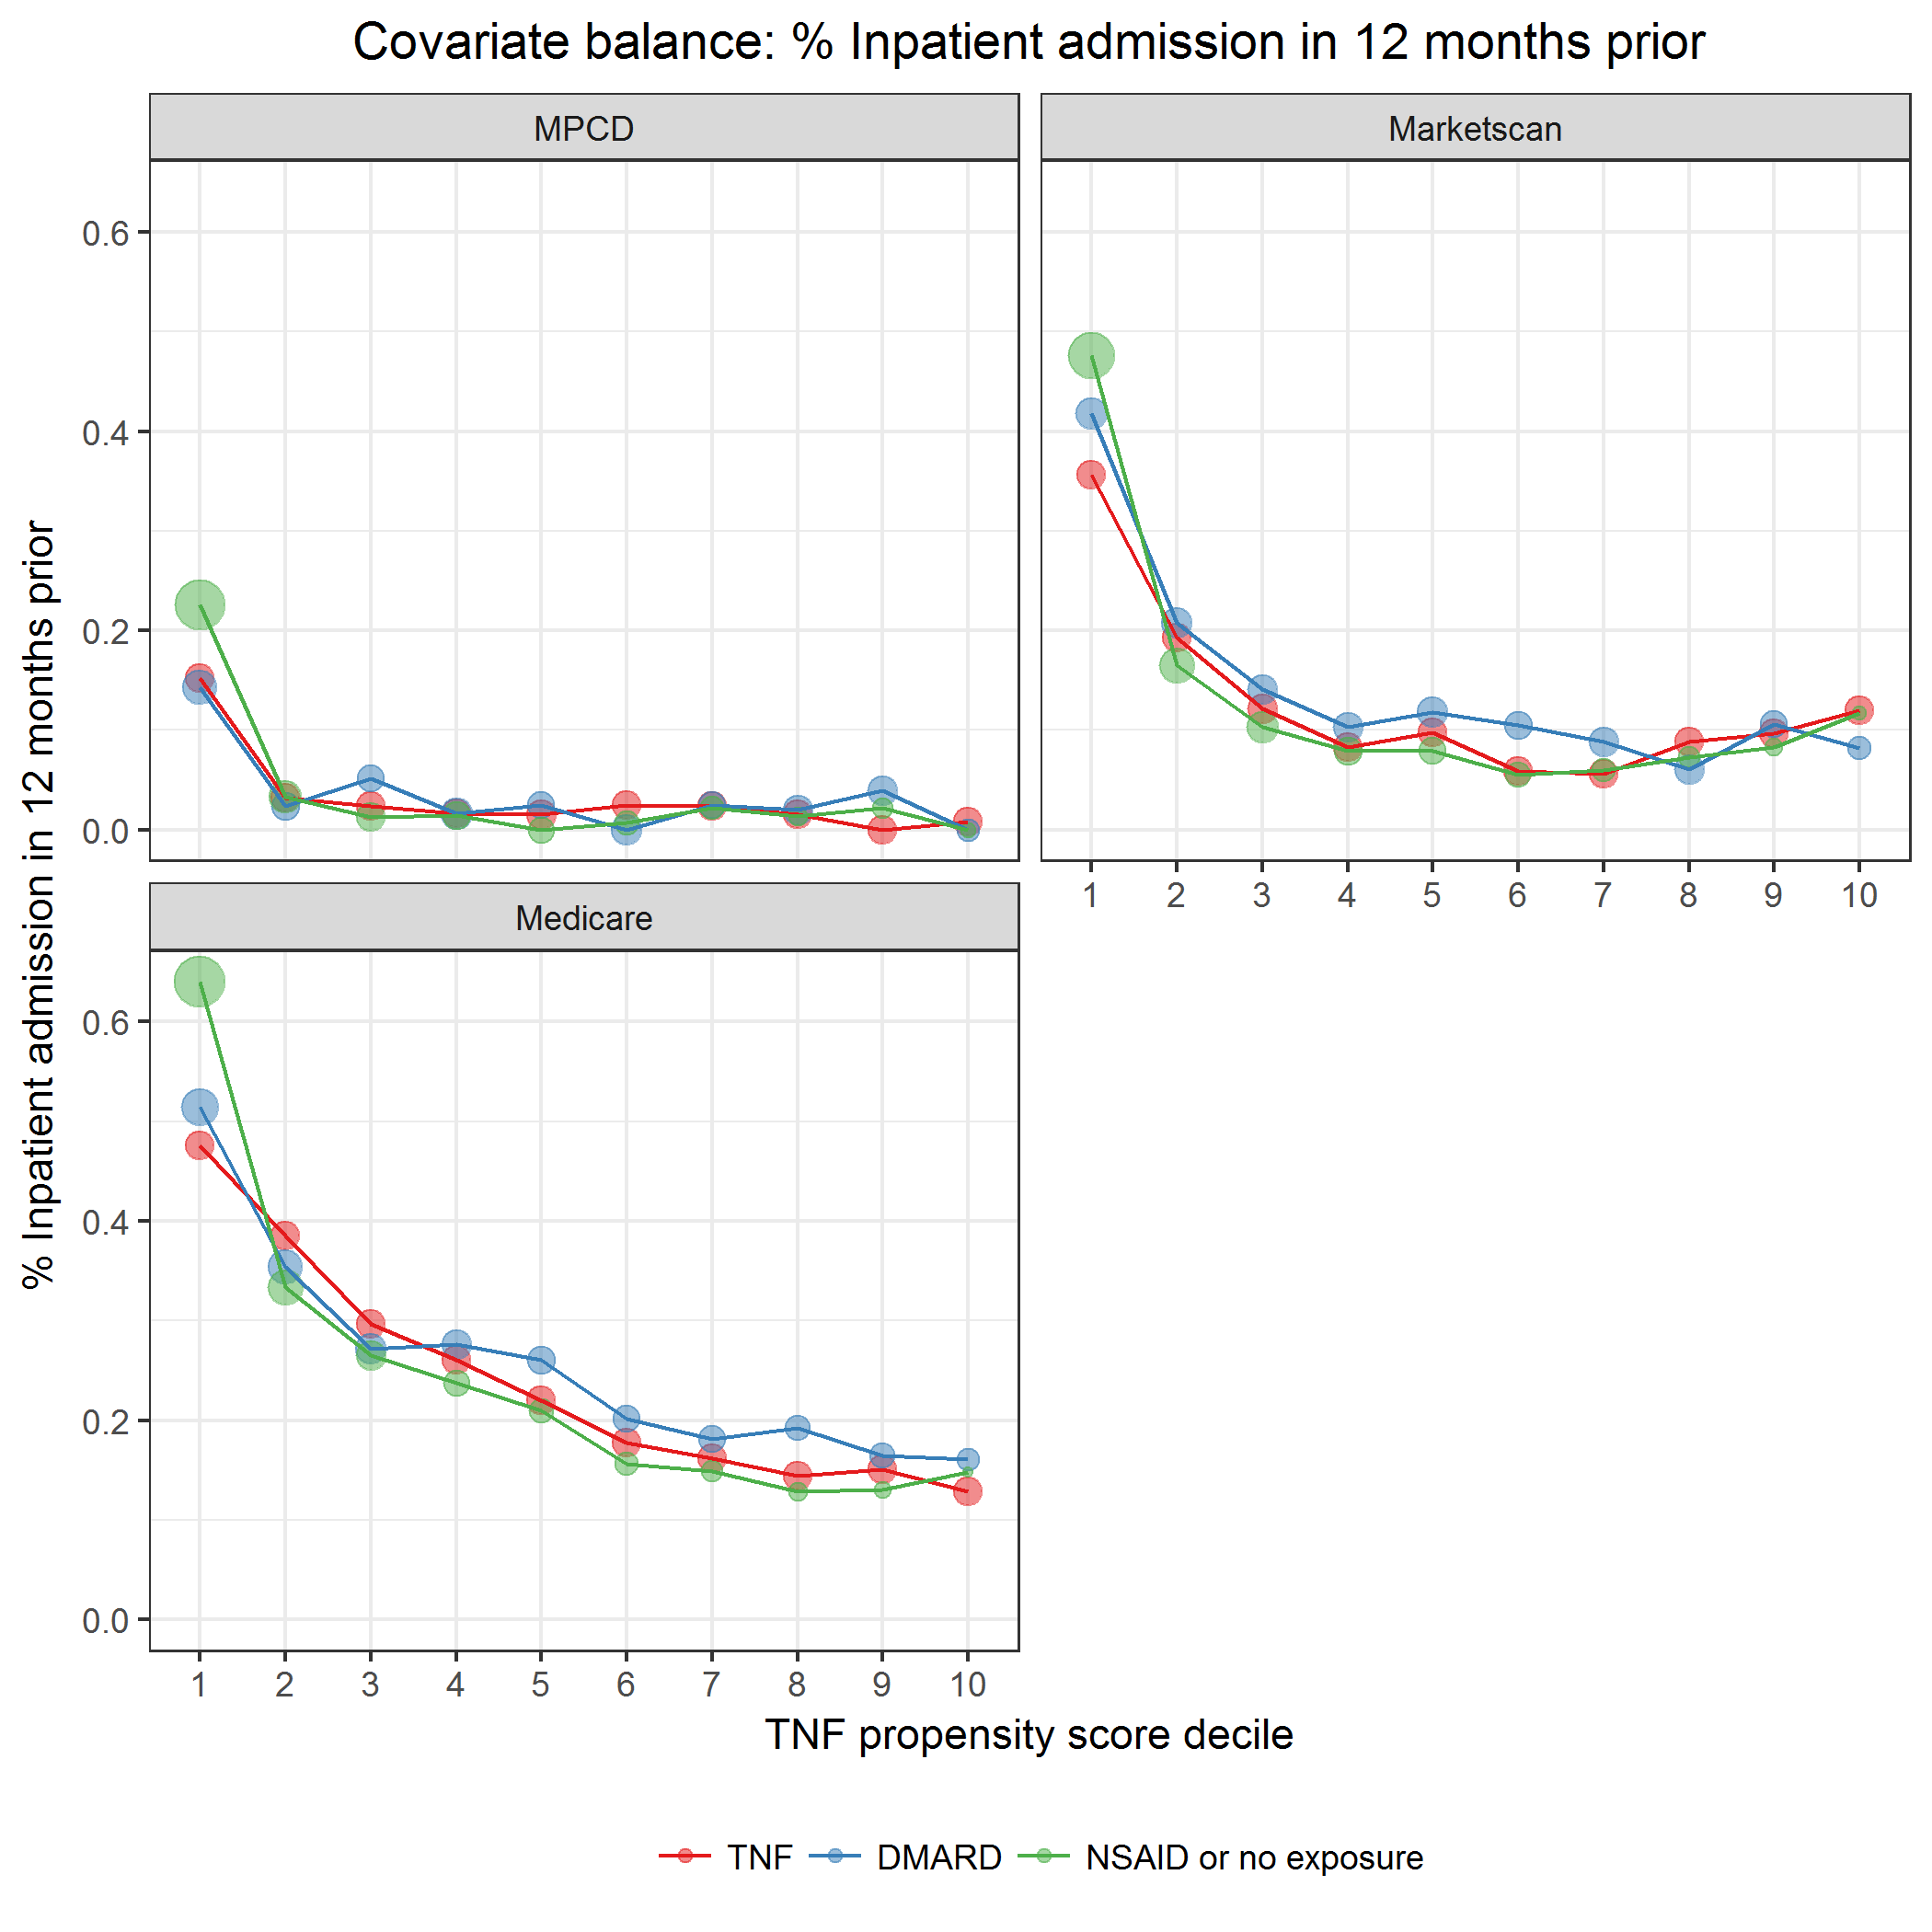 Covariate balance: % Inpatient admission in 12 months prior
MPCD
Marketscan
0.6
0.4
0.2
0.0
1 2 3 4 5 6 7 8 9 10
Medicare
0.6
0.4
0.2
0.0
1 2 3 4 5 6 7 8 9 10
% Inpatient admission in 12 months prior
TNF propensity score decile
TNF DMARD NSAID or no exposure